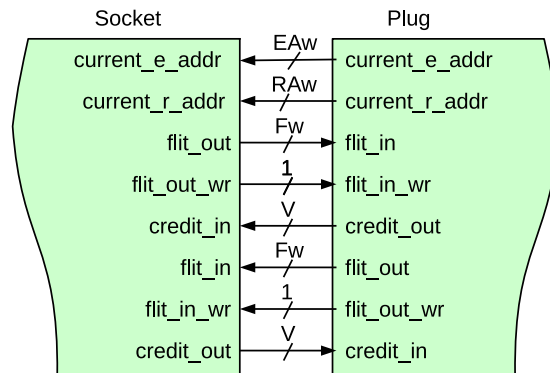 Socket Plug
current_e_addr EAw current_e_addr
current_r_addr RAw current_r_addr
flit_out Fw flit_in
flit_out_wr 1 flit_in_wr
credit_in V credit_out
flit_in Fw flit_out
flit_in_wr 1 flit_out_wr
credit_out V credit_in